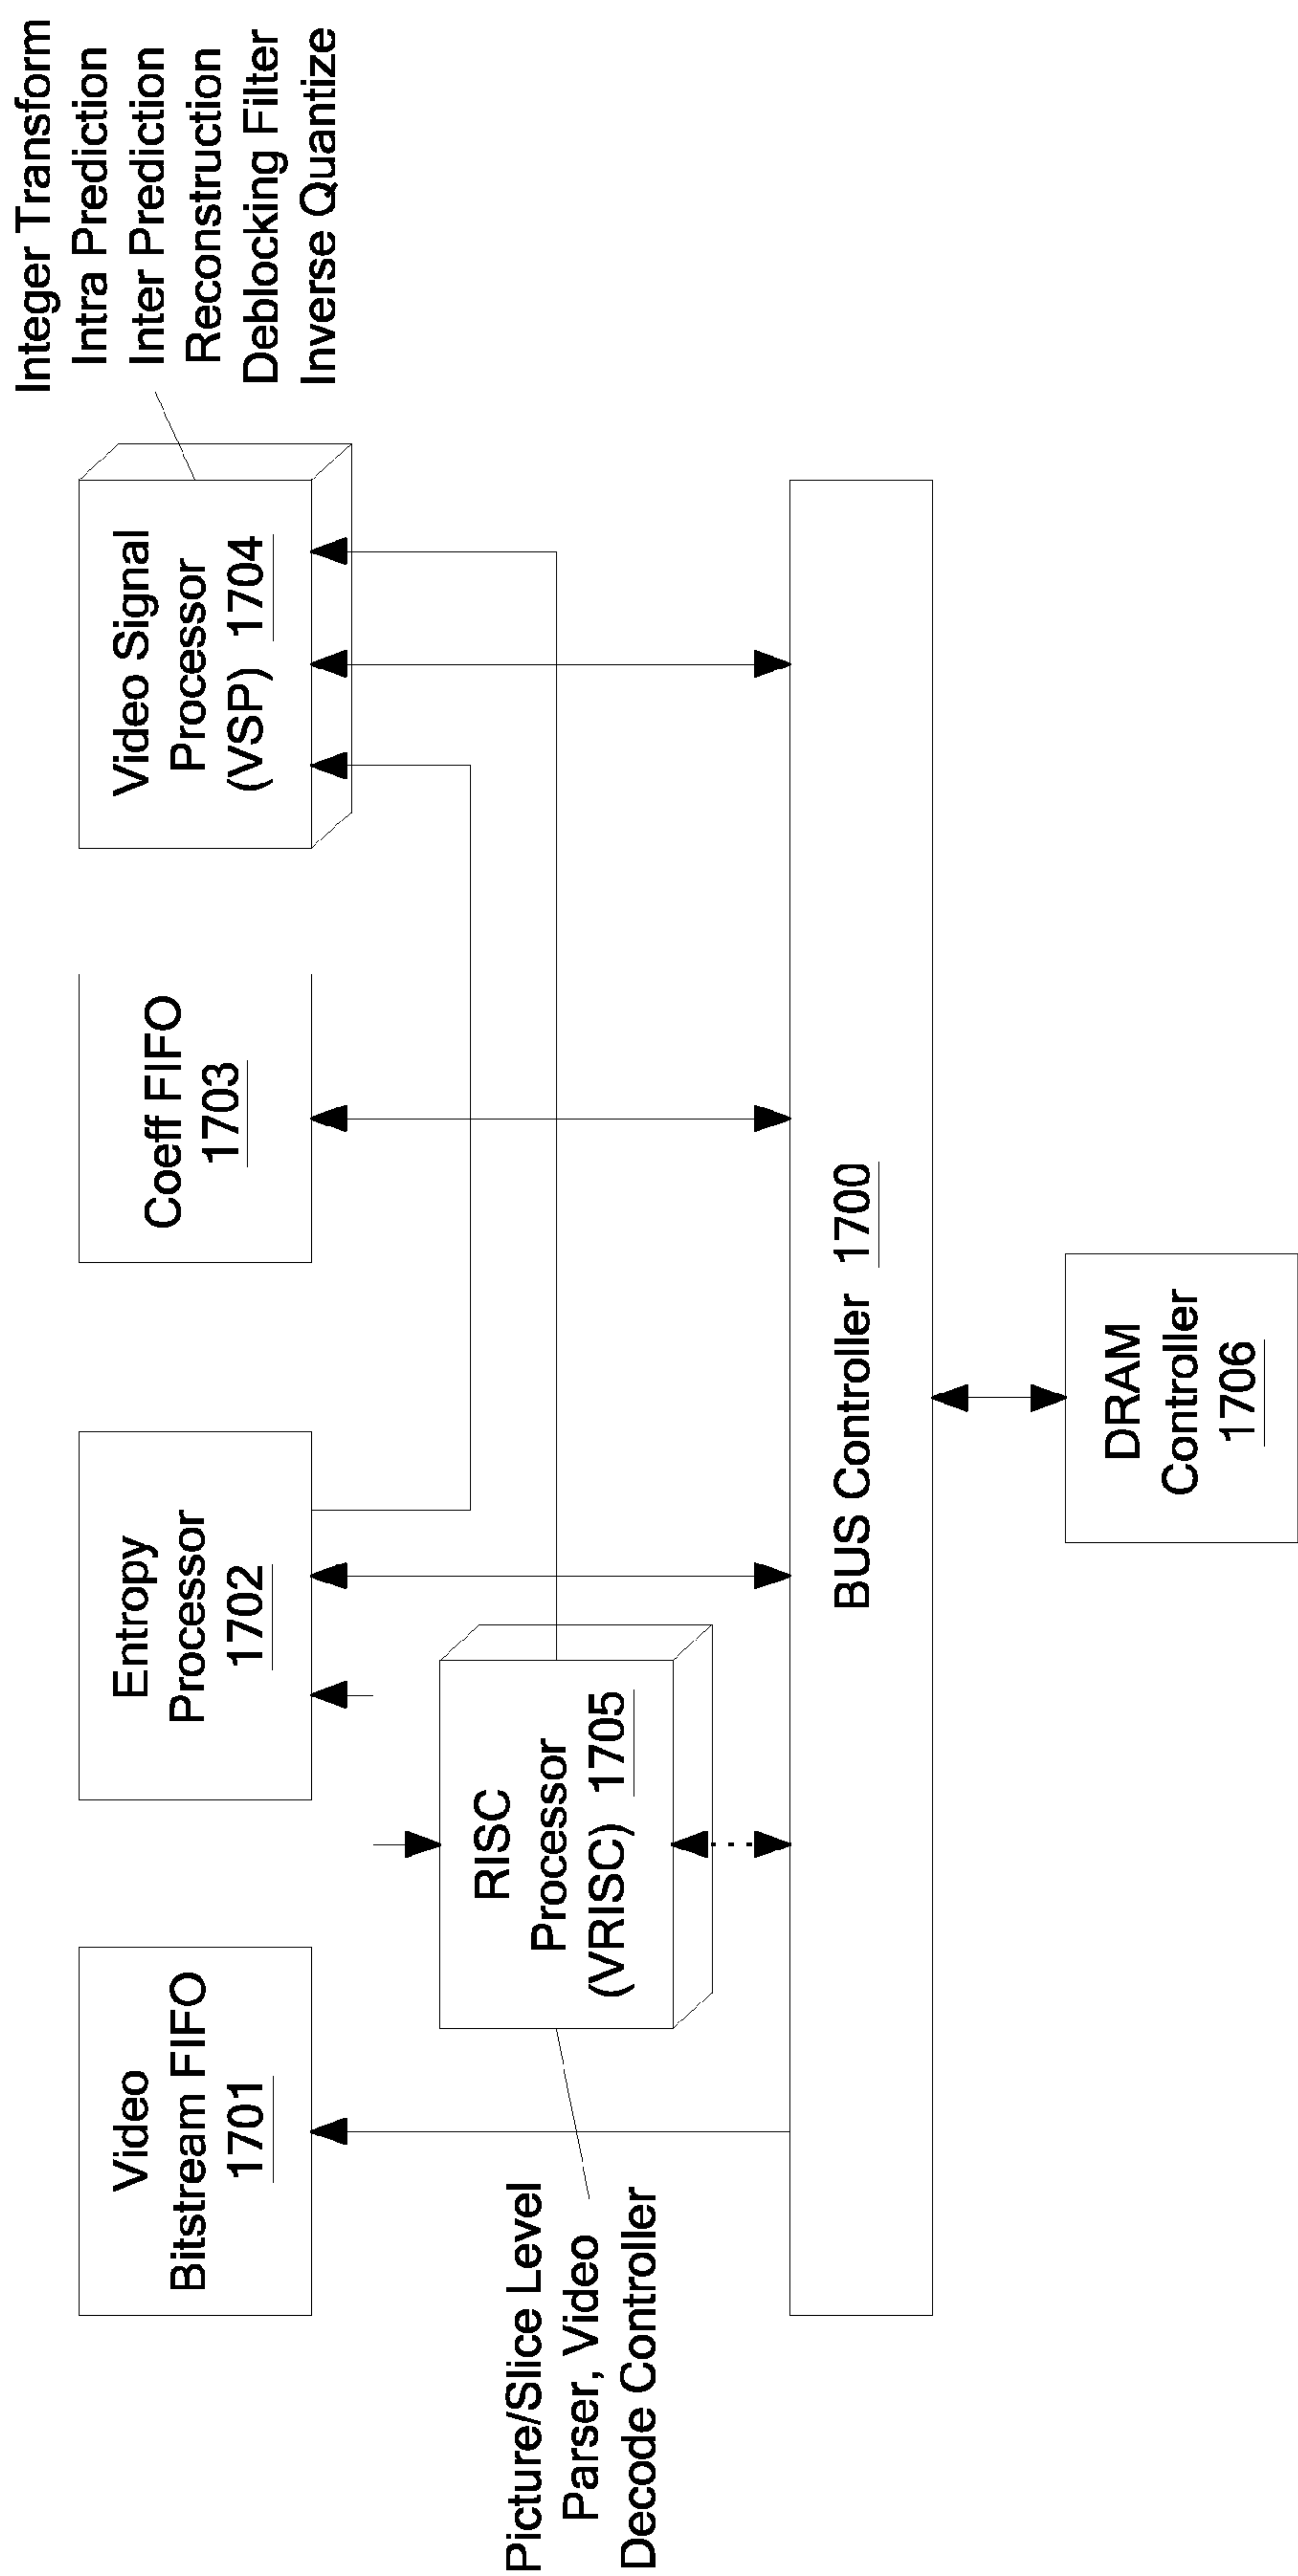 Video
Bitstream FIFO
1701
Entropy
Processor
1702
Coeff FIFO
1703
Video Signal
Processor
(VSP) 1704
Integer Transform
Intra Prediction
Inter Prediction
Reconstruction
Deblocking Filter
Inverse Quantize
Picture/Slice Level
Parser, Video
Decode Controller
RISC
Processor
(VRISC) 1705
BUS Controller 1700
DRAM
Controller
1706